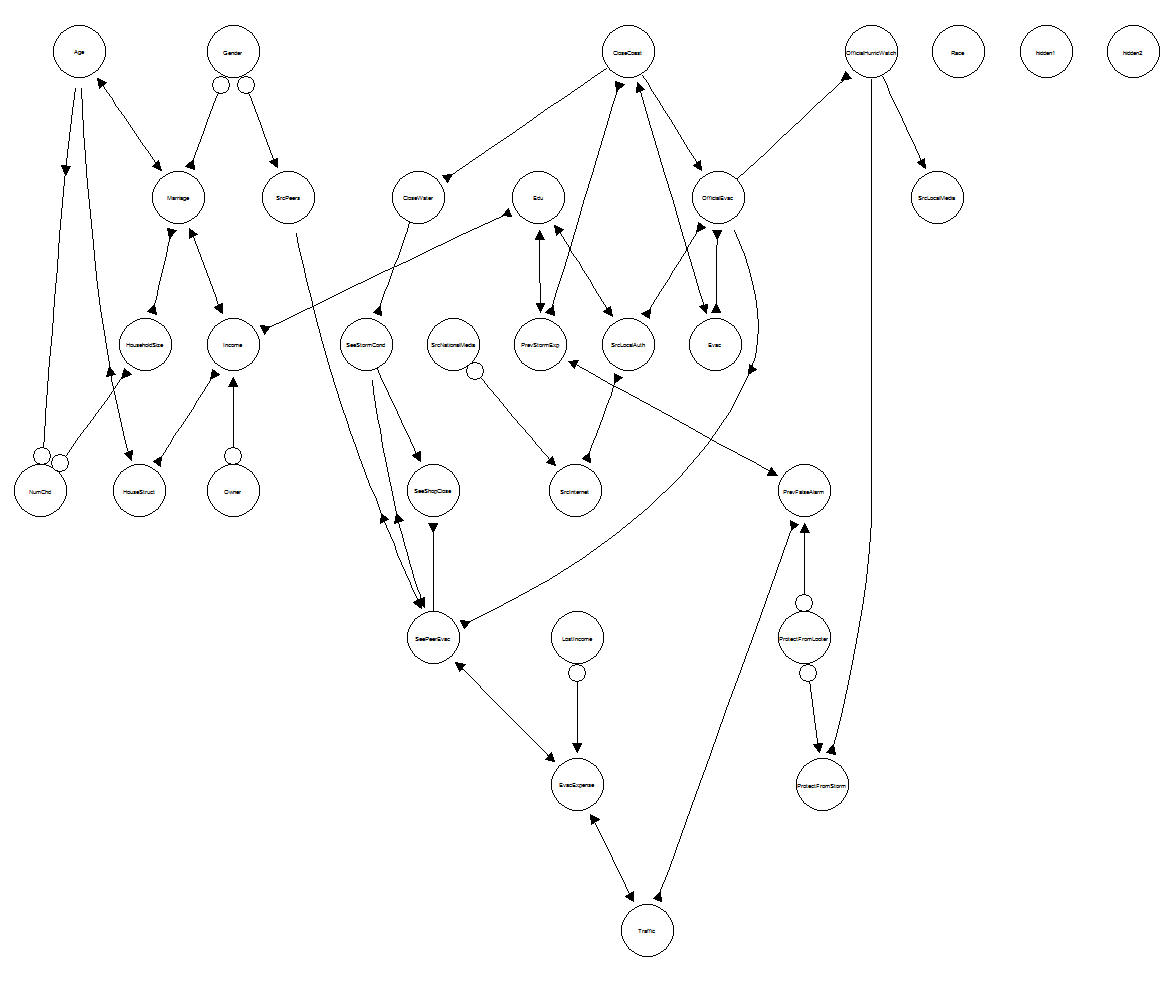 Age
Gender
CloseCoast
OfficialHurricWatch
Race
hidden1
hidden2
Marriage
SrcPeers
CloseWater
Edu
OfficialEvac
SrcLocalMedia
HouseholdSize
Income
SeeStormCond
SrcNationalMedia
PrevStormExp
SrcLocalAuth
Evac
NumChd
HouseStruct
Owner
SeeShopClose
SrcInternet
PrevFalseAlarm
SeePeerEvac
LostIncome
ProtectFromLooter
EvacExpense
ProtectFromStorm
Traffic